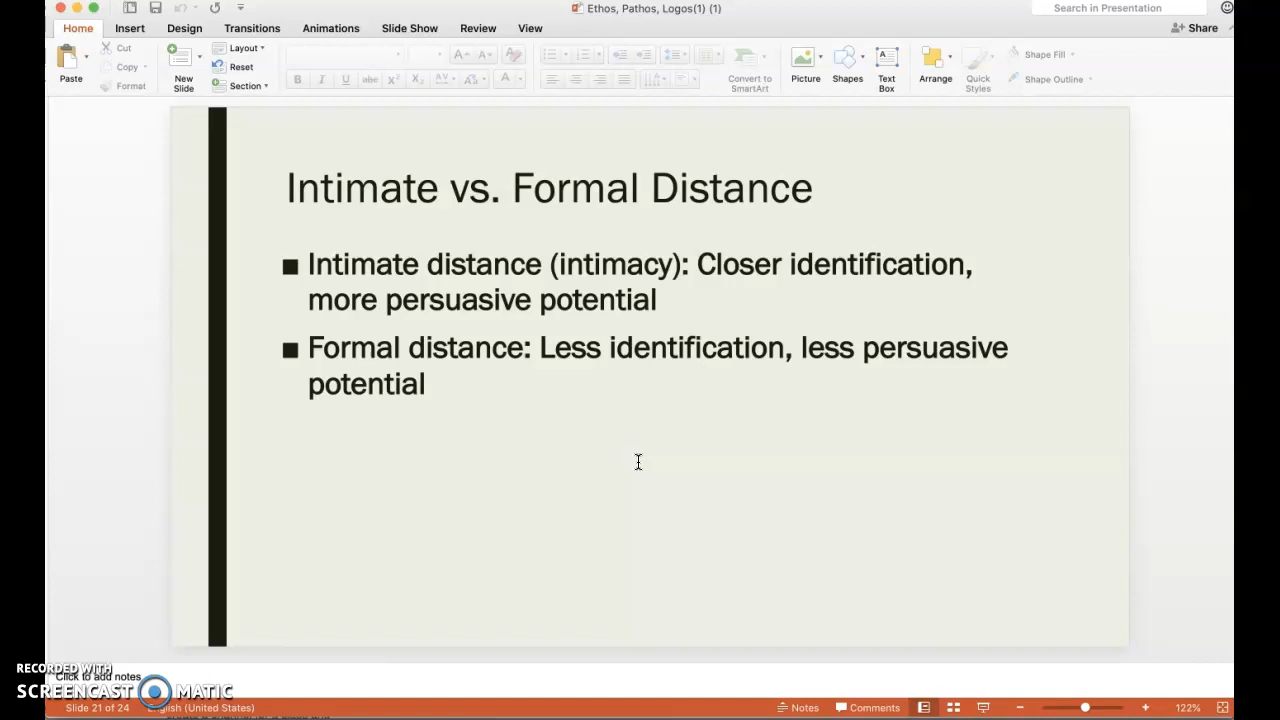 Ethos, Pathos, Logos(1) (1)
Search in Presentation
Home Insert Design Transitions Animations Slide Show Review View
Share
Paste
Cut
Copy
Format
New
Slide
Layout
Reset
Section
Convert to
SmartArt
Picture
Shapes
Text
Box
Arrange
Quick
Styles
Shape Fill
Shape Outline
Intimate vs. Formal Distance
■ Intimate distance (intimacy): Closer identification,
more persuasive potential
■ Formal distance: Less identification, less persuasive
potential
RECORDED WITH
Click to add notes
SCREENCAST MATIC
Slide 21 of 24 English (United States)
Notes Comments 122%